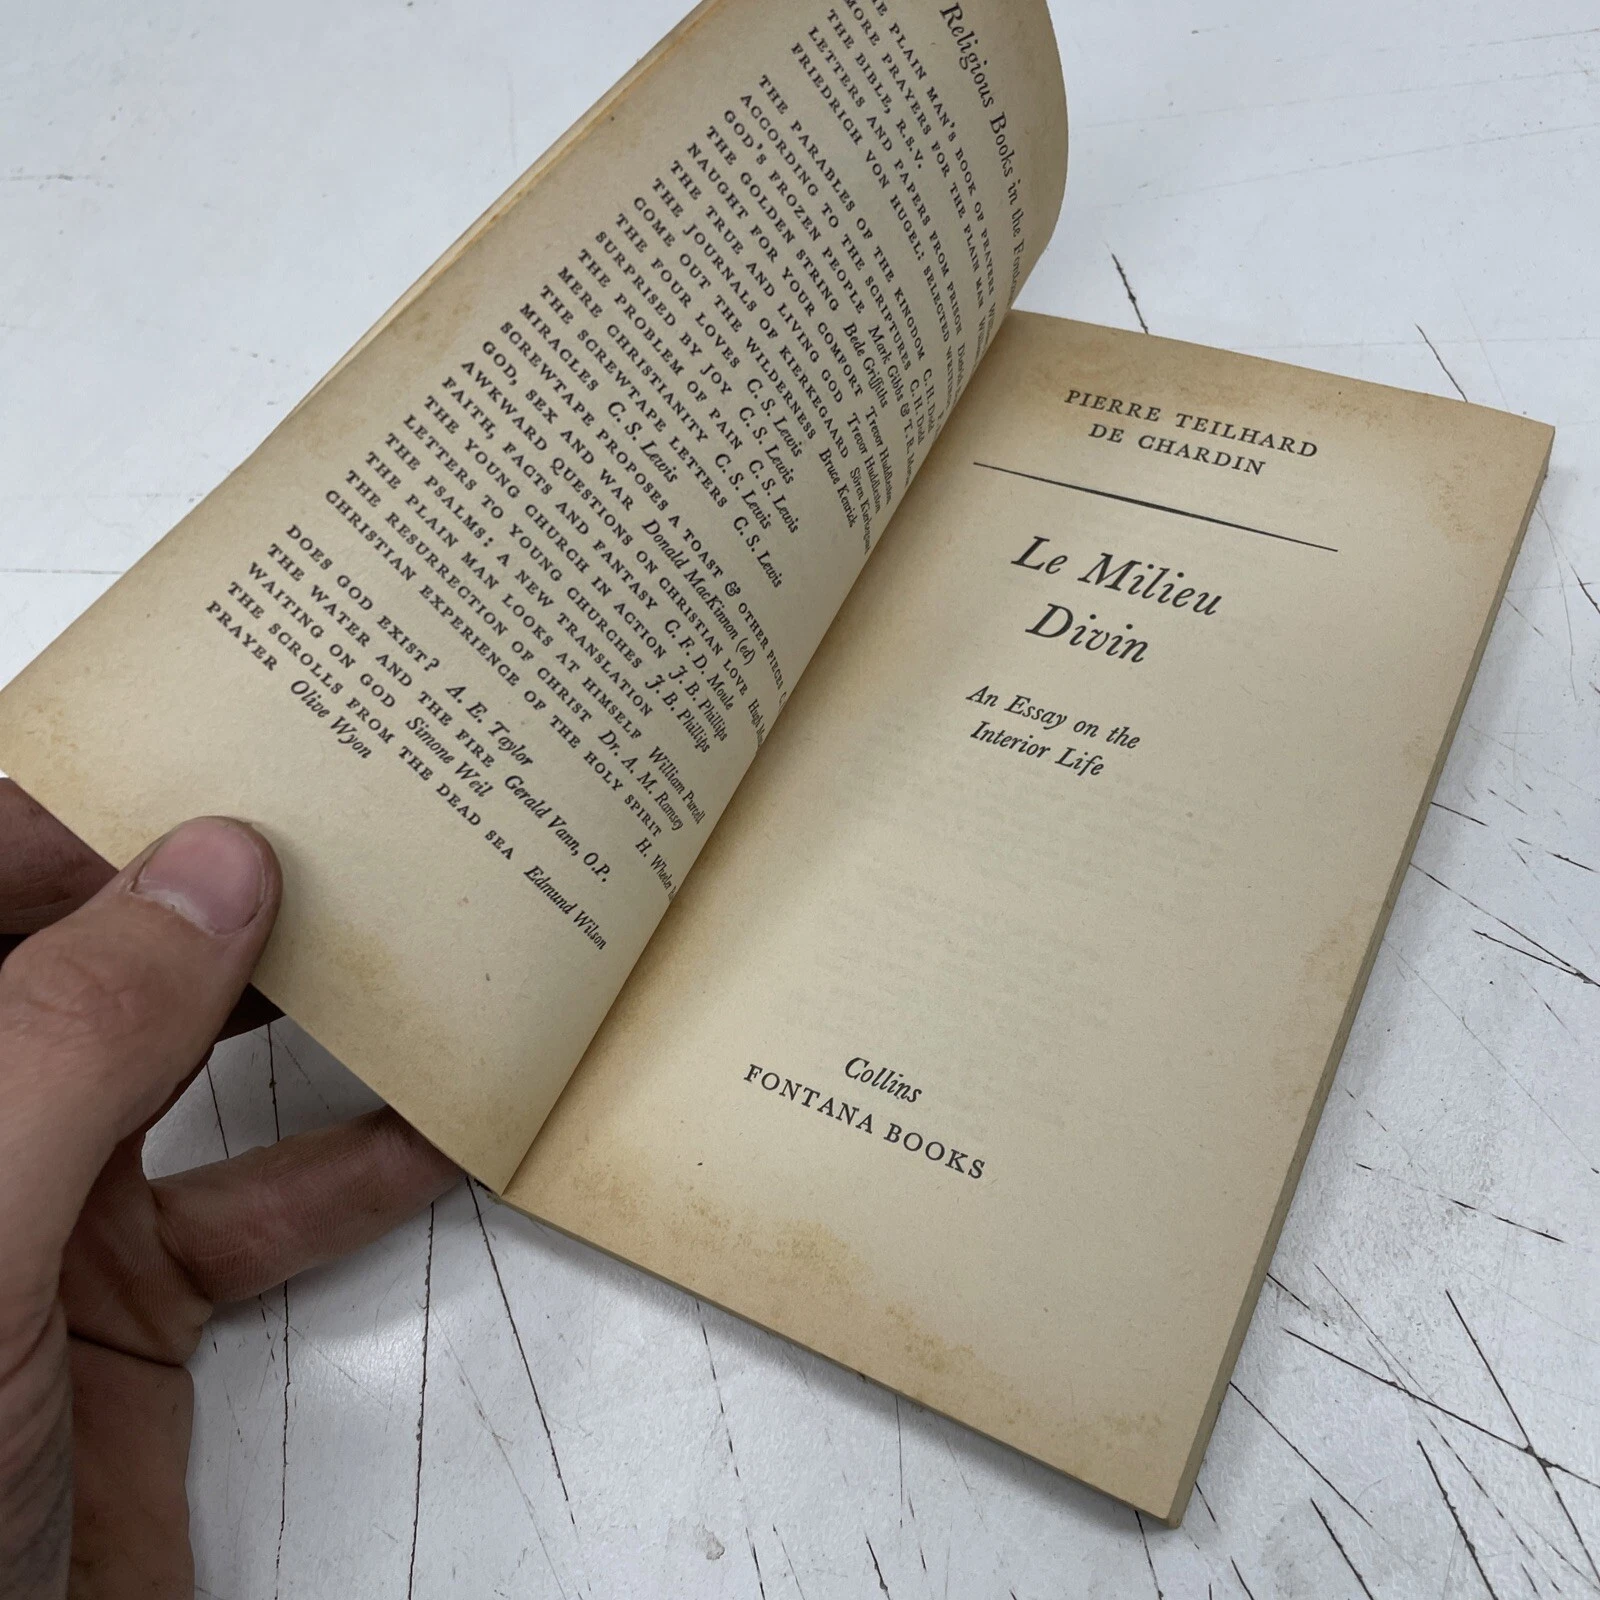 Religious Books in the
PLAIN MAN'S BOOK OF PRAYERS
MORE PRAYERS FOR THE PLAIN MAN
THE BIBLE, R.S.V.
LETTERS AND PAPERS FROM PRISON
FRIEDRICH VON HUGEL: SELECTED WRITINGS
THE PARABLES OF THE KINGDOM C. H. Dodd
ACCORDING TO THE SCRIPTURES C. H. Dodd
GOD'S FROZEN PEOPLE Mark Gibbs & T. R.
THE GOLDEN STRING Bede Griffiths
NAUGHT FOR YOUR COMFORT Trevor Huddleston
THE TRUE AND LIVING GOD Trevor Huddleston
THE JOURNALS OF KIERKEGAARD Sören Kierkegaard
COME OUT THE WILDERNESS Bruce Kenrick
THE FOUR LOVES C. S. Lewis
SURPRISED BY JOY C. S. Lewis
THE PROBLEM OF PAIN C. S. Lewis
MERE CHRISTIANITY C. S. Lewis
THE SCREWTAPE LETTERS C. S. Lewis
MIRACLES C. S. Lewis
SCREWTAPE PROPOSES A TOAST & OTHER PIECES
GOD, SEX AND WAR Donald MacKinnon (ed)
AWKWARD QUESTIONS ON CHRISTIAN LOVE Hugh
FAITH, FACTS AND FANTASY C. F. D. Moule
THE YOUNG CHURCH IN ACTION J. B. Phillips
LETTERS TO YOUNG CHURCHES J. B. Phillips
THE PSALMS: A NEW TRANSLATION
THE PLAIN MAN LOOKS AT HIMSELF William Purcell
THE RESURRECTION OF CHRIST Dr. A. M. Ramsey
CHRISTIAN EXPERIENCE OF THE HOLY SPIRIT H. Wheeler
DOES GOD EXIST? A. E. Taylor
THE WATER AND THE FIRE Gerald Vann, O.P.
WAITING ON GOD Simone Weil
THE SCROLLS FROM THE DEAD SEA Edmund Wilson
PRAYER Olive Wyon
PIERRE TEILHARD
DE CHARDIN
Le Milieu
Divin
An Essay on the
Interior Life
Collins
FONTANA BOOKS